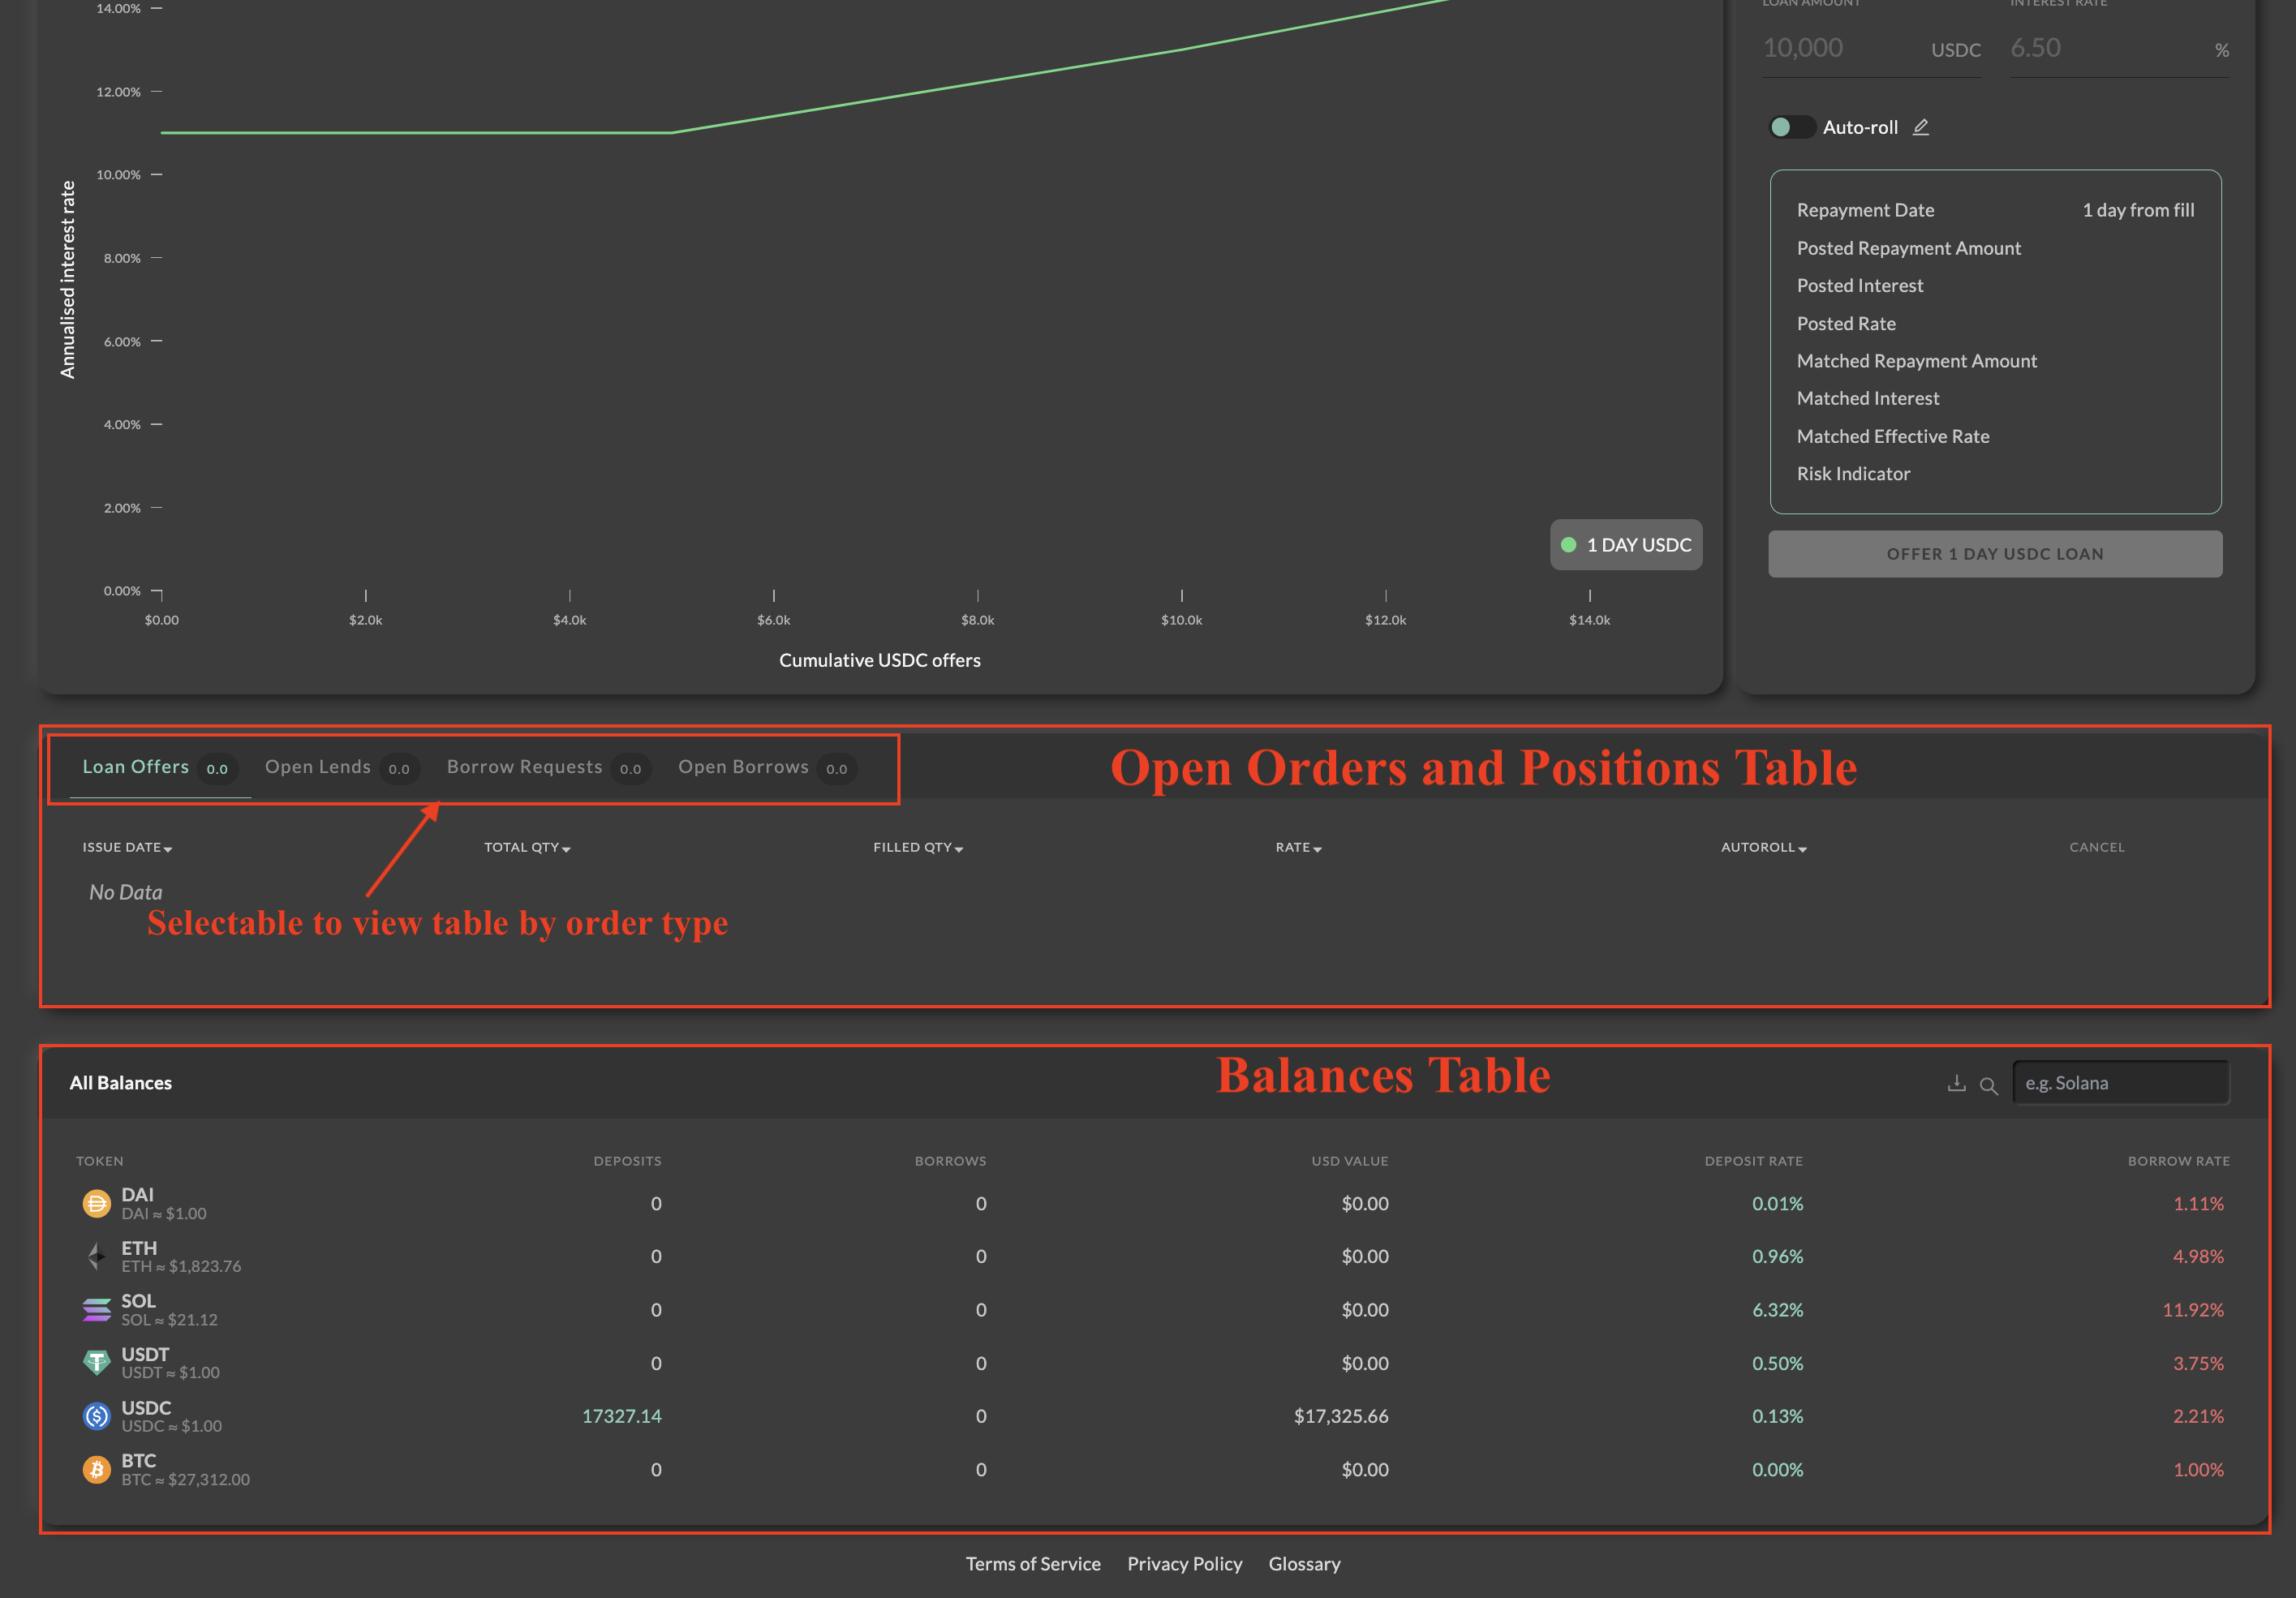 14.00%
12.00%
10.00%
8.00%
6.00%
4.00%
2.00%
0.00%
Annualised interest rate
$0.00 $2.0k $4.0k $6.0k $8.0k $10.0k $12.0k $14.0k
Cumulative USDC offers
1 DAY USDC
LOAN AMOUNT INTEREST RATE
10,000 USDC 6.50 %
Auto-roll
Repayment Date 1 day from fill
Posted Repayment Amount
Posted Interest
Posted Rate
Matched Repayment Amount
Matched Interest
Matched Effective Rate
Risk Indicator
OFFER 1 DAY USDC LOAN
Loan Offers 0.0 Open Lends 0.0 Borrow Requests 0.0 Open Borrows 0.0
Open Orders and Positions Table
ISSUE DATE TOTAL QTY FILLED QTY RATE AUTOROLL CANCEL
No Data
Selectable to view table by order type
All Balances
Balances Table
e.g. Solana
TOKEN DEPOSITS BORROWS USD VALUE DEPOSIT RATE BORROW RATE
DAI
DAI ≈ $1.00
0 0 $0.00 0.01% 1.11%
ETH
ETH ≈ $1,823.76
0 0 $0.00 0.96% 4.98%
SOL
SOL ≈ $21.12
0 0 $0.00 6.32% 11.92%
USDT
USDT ≈ $1.00
0 0 $0.00 0.50% 3.75%
USDC
USDC ≈ $1.00
17327.14 0 $17,325.66 0.13% 2.21%
BTC
BTC ≈ $27,312.00
0 0 $0.00 0.00% 1.00%
Terms of Service Privacy Policy Glossary